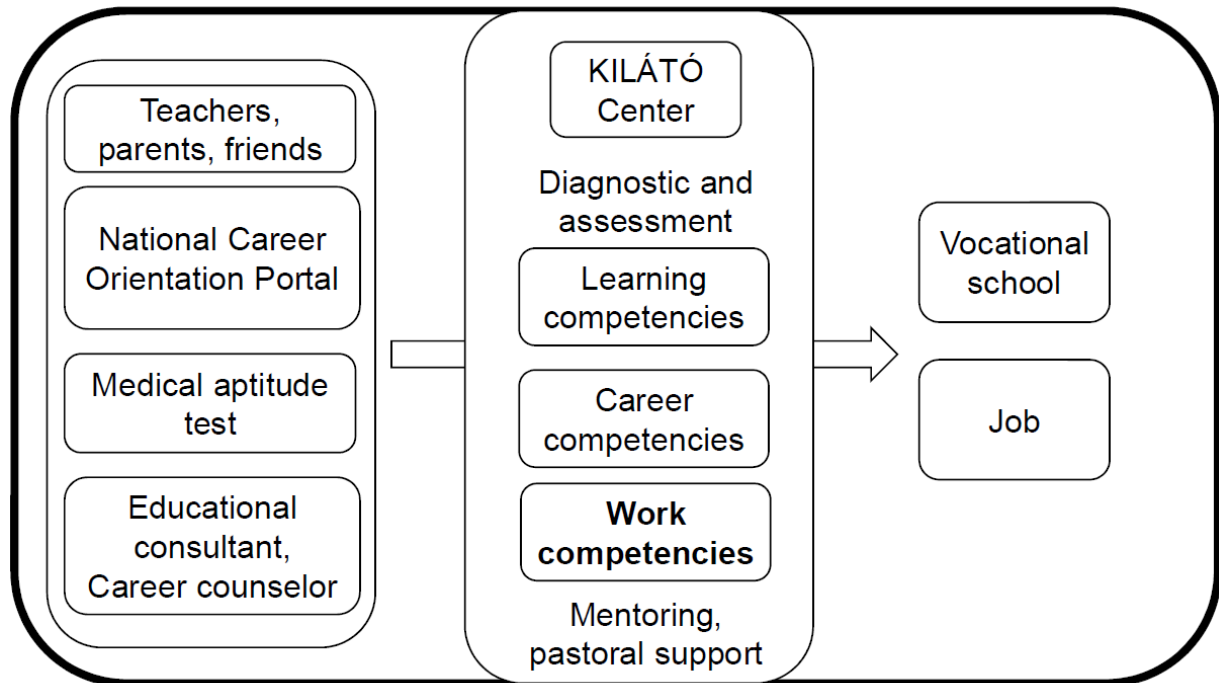 Teachers,
parents, friends
National Career
Orientation Portal
Medical aptitude
test
Educational
consultant,
Career counselor
KILÁTÓ
Center
Diagnostic and
assessment
Learning
competencies
Career
competencies
Work
competencies
Mentoring,
pastoral support
Vocational
school
Job